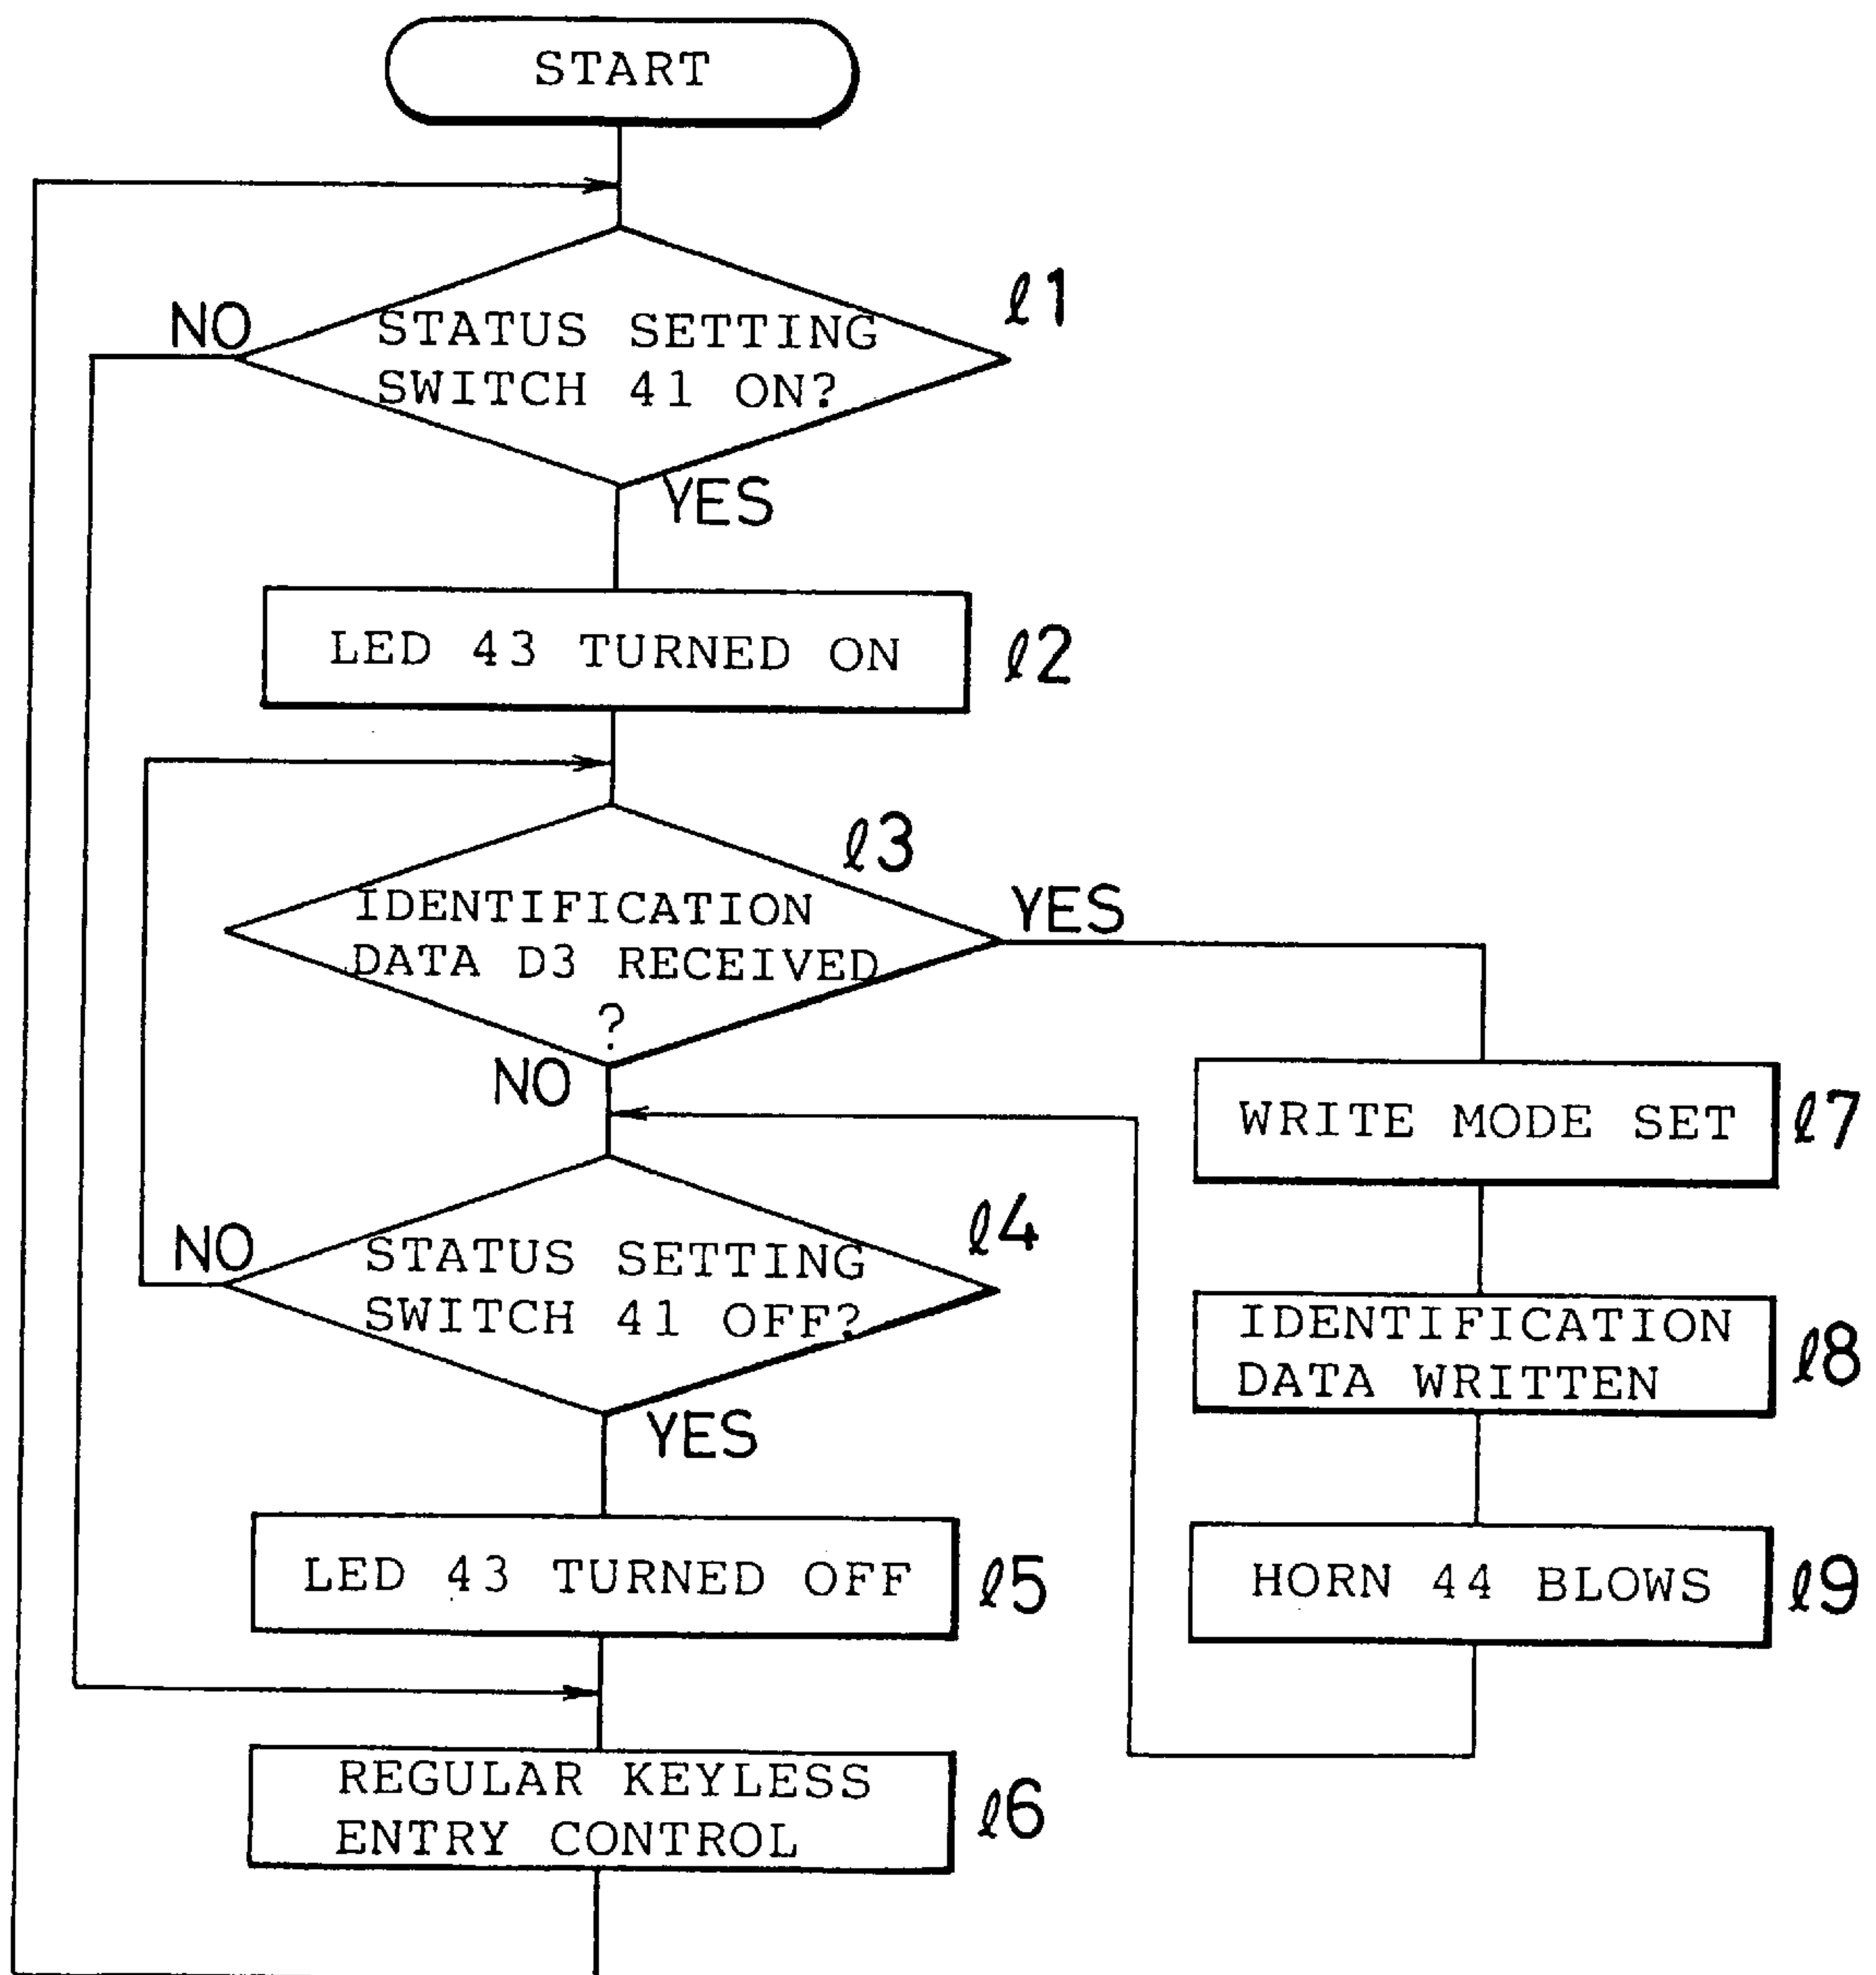 START
ℓ1
NO
STATUS SETTING
SWITCH 41 ON?
YES
LED 43 TURNED ON
ℓ2
ℓ3
IDENTIFICATION
DATA D3 RECEIVED
?
YES
NO
WRITE MODE SET
ℓ7
ℓ4
NO
STATUS SETTING
SWITCH 41 OFF?
YES
IDENTIFICATION
DATA WRITTEN
ℓ8
LED 43 TURNED OFF
ℓ5
HORN 44 BLOWS
ℓ9
REGULAR KEYLESS
ENTRY CONTROL
ℓ6